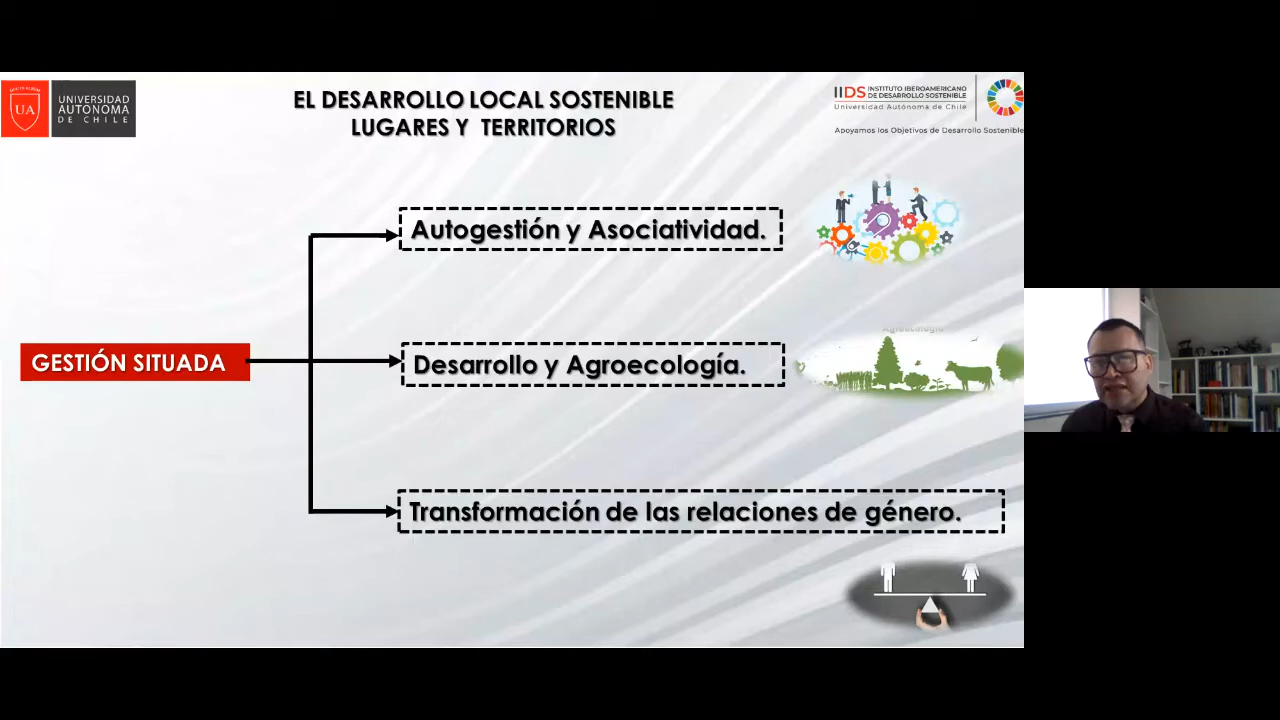 UA
UNIVERSIDAD
AUTÓNOMA
DE CHILE
EL DESARROLLO LOCAL SOSTENIBLE
LUGARES Y TERRITORIOS
IIDS INSTITUTO IBEROAMERICANO
DE DESARROLLO SOSTENIBLE
Universidad Autónoma de Chile
Apoyamos los Objetivos de Desarrollo Sostenible
Autogestión y Asociatividad.
Agroecología
GESTIÓN SITUADA
Desarrollo y Agroecología.
Transformación de las relaciones de género.